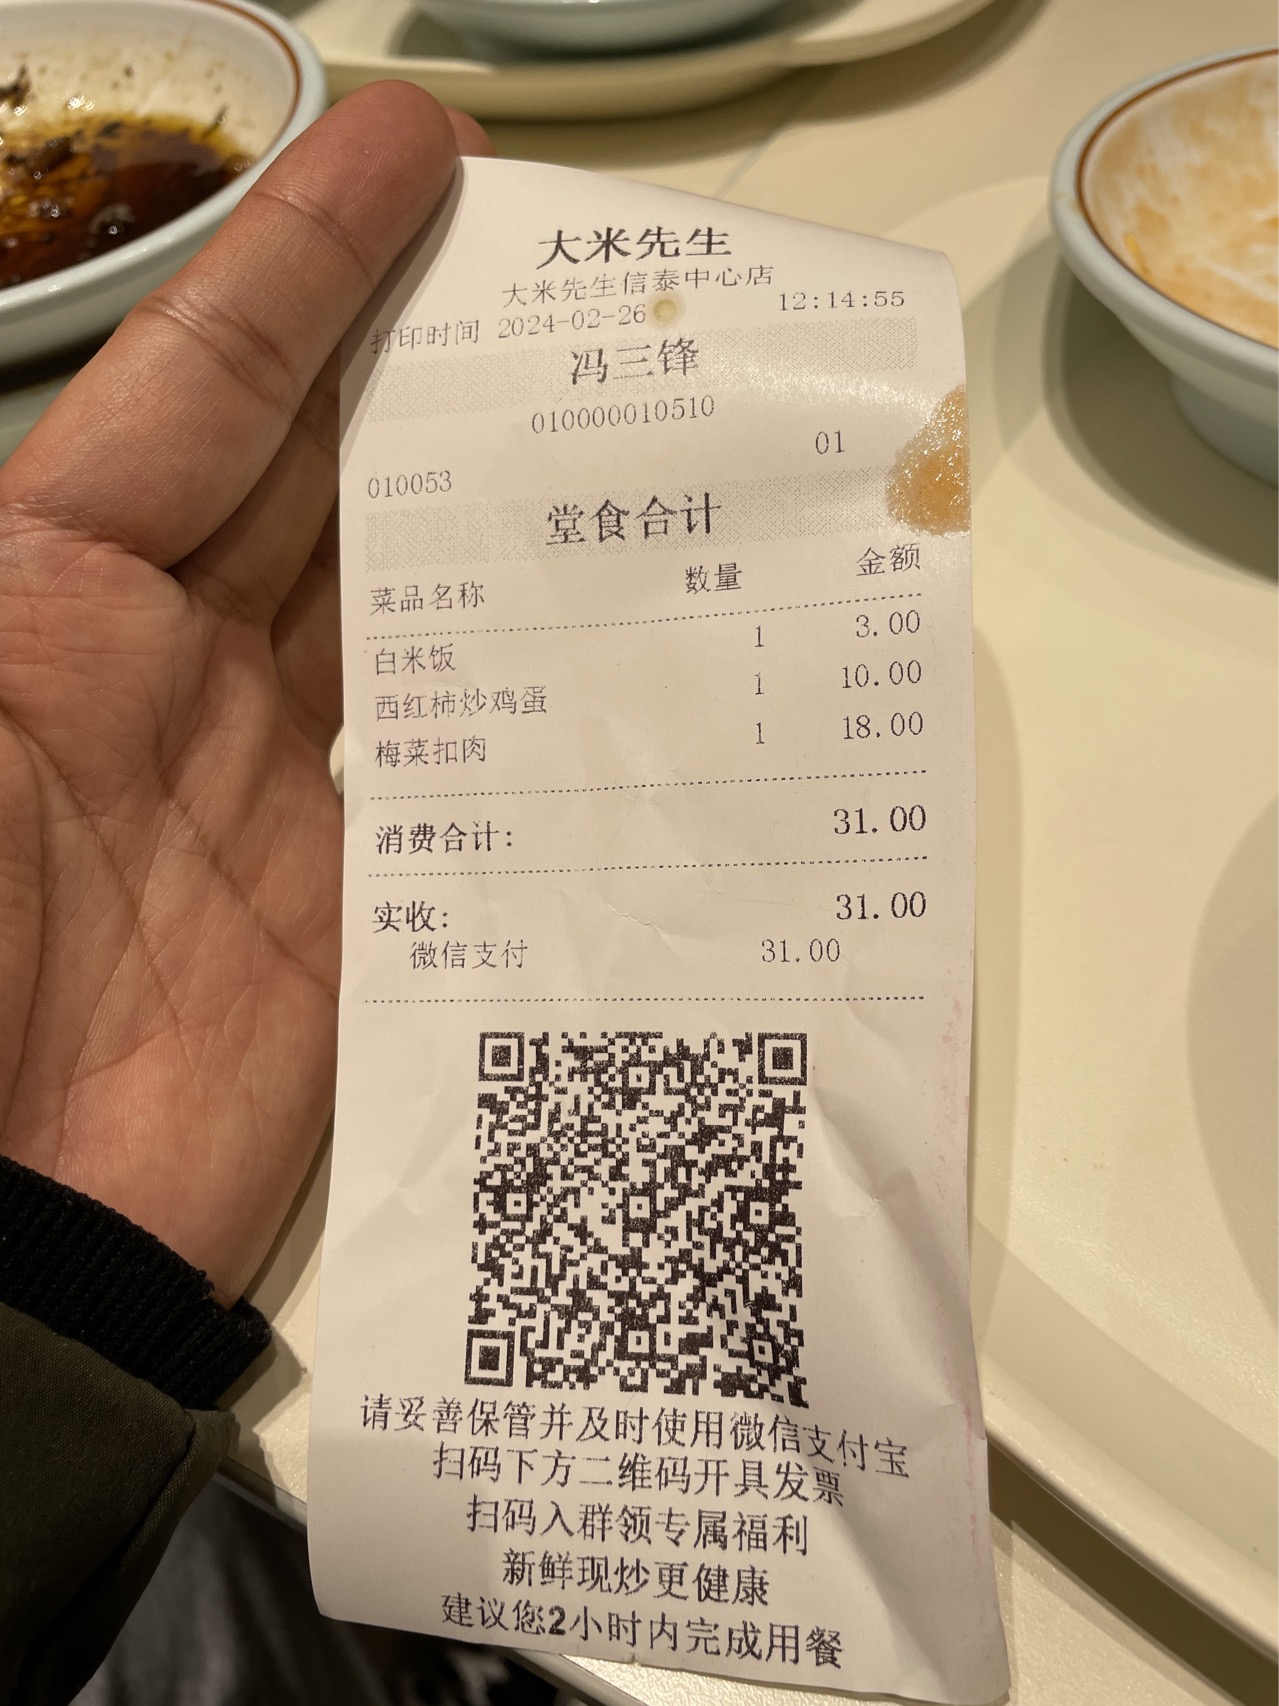 大米先生
大米先生信泰中心店
打印时间 2024-02-26 12:14:55
冯三锋
010000010510
010053 01
堂食合计
菜品名称 数量 金额
白米饭 1 3.00
西红柿炒鸡蛋 1 10.00
梅菜扣肉 1 18.00
消费合计: 31.00
实收: 31.00
微信支付 31.00
请妥善保管并及时使用微信支付宝
扫码下方二维码开具发票
扫码入群领专属福利
新鲜现炒更健康
建议您2小时内完成用餐